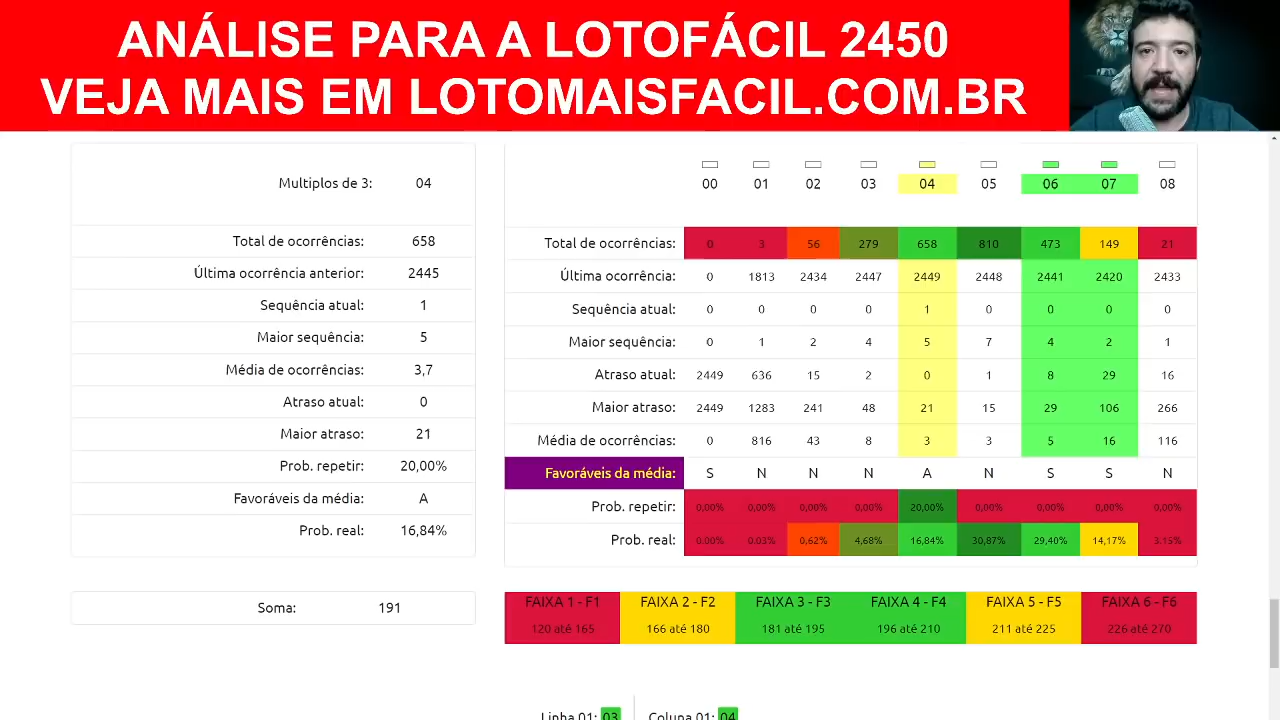 ANÁLISE PARA A LOTOFÁCIL 2450
VEJA MAIS EM LOTOMAISFACIL.COM.BR
Multiplos de 3: 04
Total de ocorrências: 658
Última ocorrência anterior: 2445
Sequência atual: 1
Maior sequência: 5
Média de ocorrências: 3,7
Atraso atual: 0
Maior atraso: 21
Prob. repetir: 20,00%
Favoráveis da média: A
Prob. real: 16,84%
Soma: 191
00 01 02 03 04 05 06 07 08
Total de ocorrências: 0 3 56 279 658 810 473 149 21
Última ocorrência: 0 1813 2434 2447 2449 2448 2441 2420 2433
Sequência atual: 0 0 0 0 1 0 0 0 0
Maior sequência: 0 1 2 4 5 7 4 2 1
Atraso atual: 2449 636 15 2 0 1 8 29 16
Maior atraso: 2449 1283 241 48 21 15 29 106 266
Média de ocorrências: 0 816 43 8 3 3 5 16 116
Favoráveis da média: S N N N A N S S N
Prob. repetir: 0,00% 0,00% 0,00% 0,00% 20,00% 0,00% 0,00% 0,00% 0,00%
Prob. real: 0.00% 0.03% 0,62% 4,68% 16,84% 30,87% 29,40% 14,17% 3.15%
FAIXA 1 - F1 FAIXA 2 - F2 FAIXA 3 - F3 FAIXA 4 - F4 FAIXA 5 - F5 FAIXA 6 - F6
120 até 165 166 até 180 181 até 195 196 até 210 211 até 225 226 até 270
Linha 01: 03 Coluna 01: 04